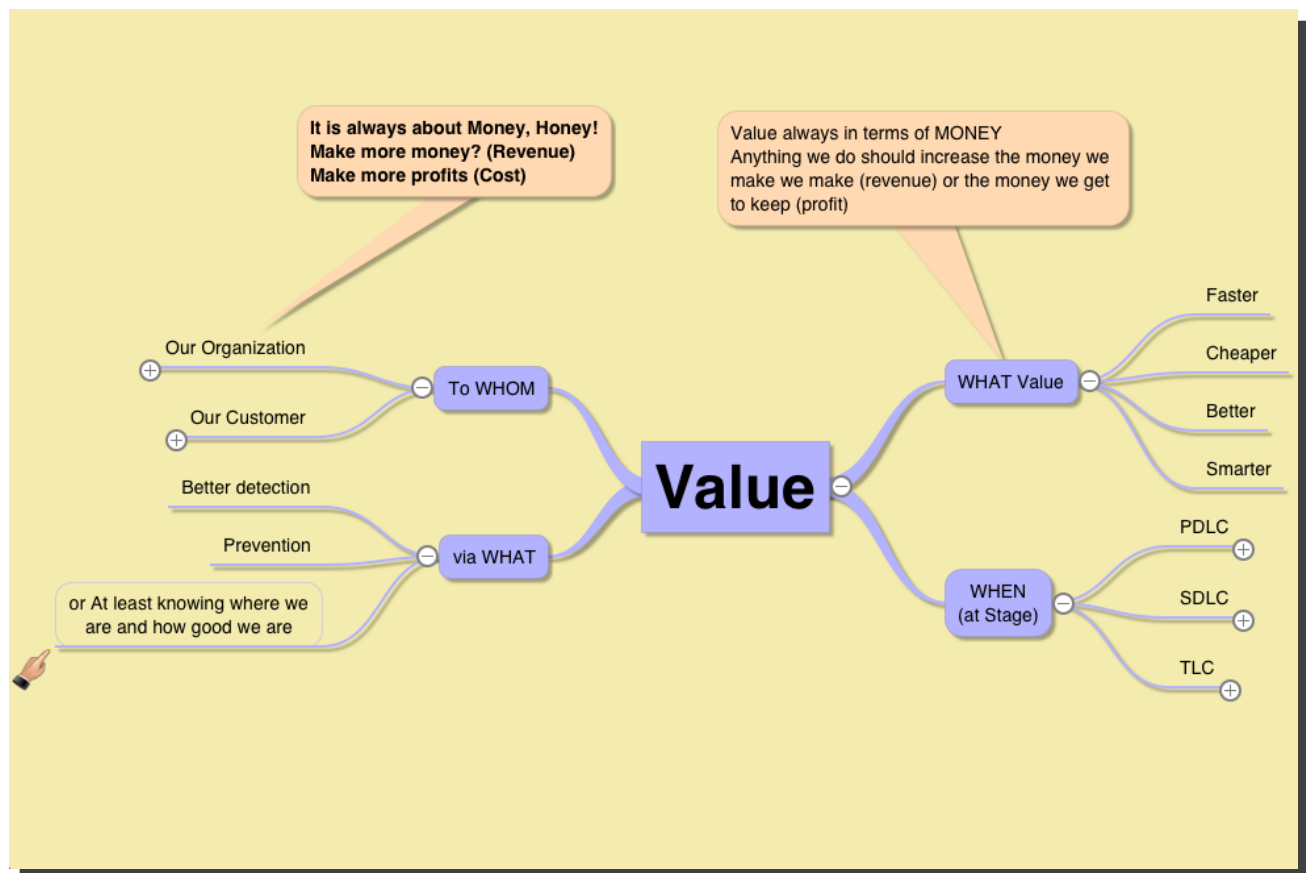 It is always about Money, Honey!
Make more money? (Revenue)
Make more profits (Cost)
Value always in terms of MONEY
Anything we do should increase the money we
make we make (revenue) or the money we get
to keep (profit)
Our Organization
Our Customer
To WHOM
Better detection
Prevention
or At least knowing where we
are and how good we are
via WHAT
Value
WHAT Value
Faster
Cheaper
Better
Smarter
WHEN
(at Stage)
PDLC
SDLC
TLC